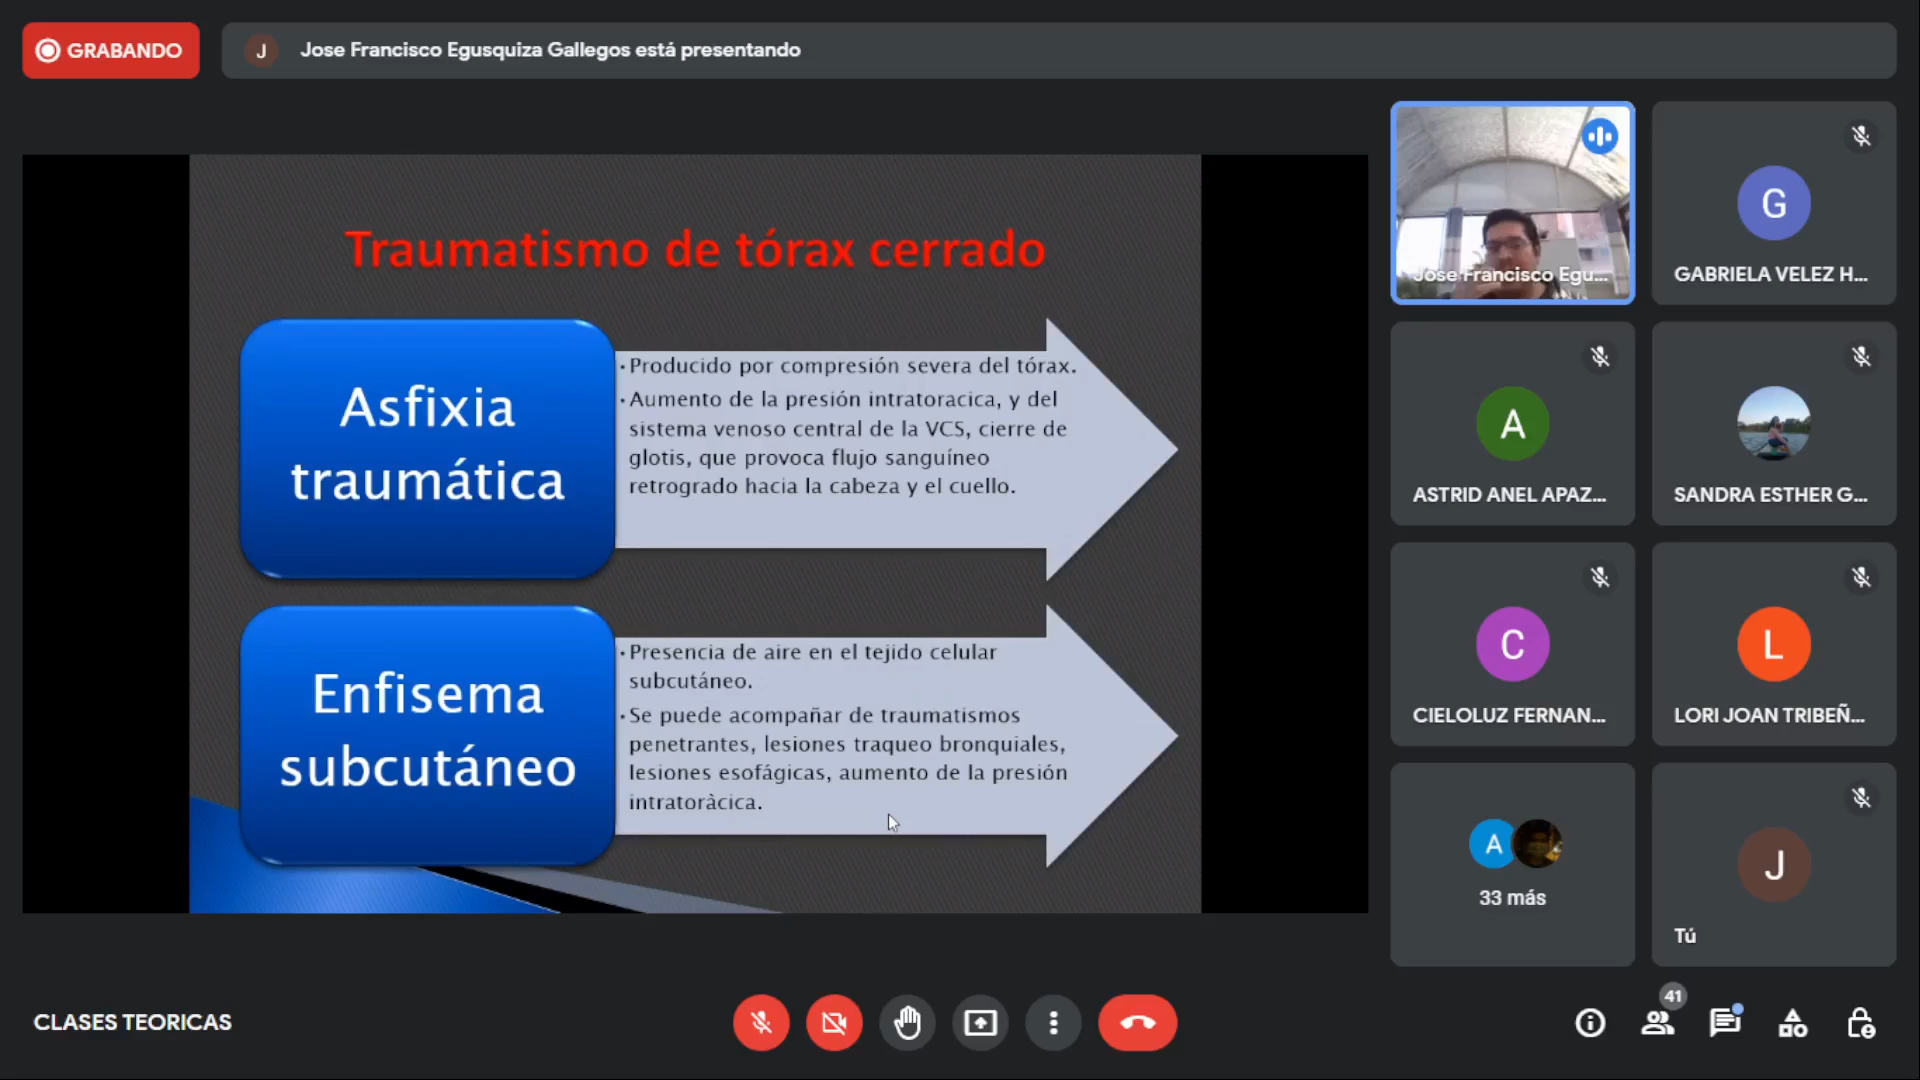 GRABANDO
J
Jose Francisco Egusquiza Gallegos está presentando
Traumatismo de tórax cerrado
Asfixia
traumática
•Producido por compresión severa del tórax.
•Aumento de la presión intratoracica, y del
sistema venoso central de la VCS, cierre de
glotis, que provoca flujo sanguíneo
retrogrado hacia la cabeza y el cuello.
Enfisema
subcutáneo
•Presencia de aire en el tejido celular
subcutáneo.
•Se puede acompañar de traumatismos
penetrantes, lesiones traqueo bronquiales,
lesiones esofágicas, aumento de la presión
intratoràcica.
Jose Francisco Egu...
G
GABRIELA VELEZ H...
A
ASTRID ANEL APAZ...
SANDRA ESTHER G...
C
CIELOLUZ FERNAN...
L
LORI JOAN TRIBEÑ...
A
33 más
J
Tú
CLASES TEORICAS
41